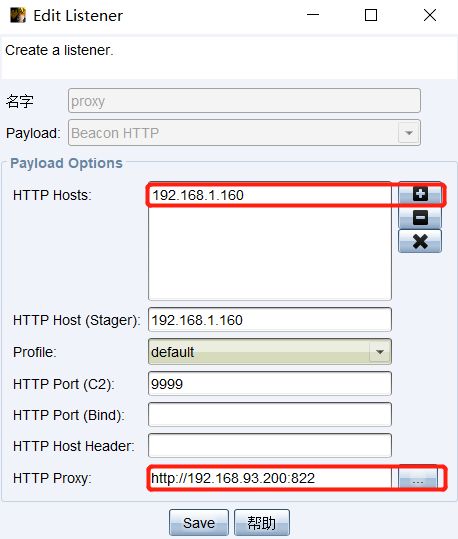 Edit Listener
Create a listener.
名字 proxy
Payload: Beacon HTTP
Payload Options
HTTP Hosts: 192.168.1.160
HTTP Host (Stager): 192.168.1.160
Profile: default
HTTP Port (C2): 9999
HTTP Port (Bind):
HTTP Host Header:
HTTP Proxy: http://192.168.93.200:822 ...
Save 帮助